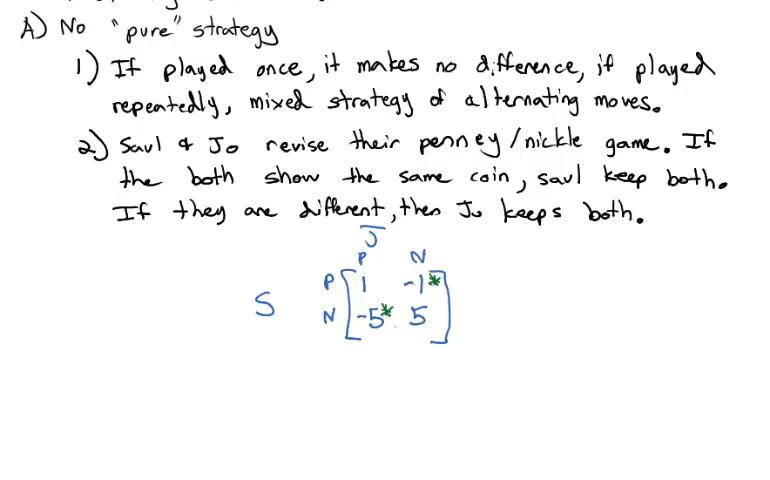 A) No "pure" strategy
1) If played once, it makes no difference, if played
repeatedly, mixed strategy of alternating moves.
2) Saul & Jo revise their penney/nickle game. If
the both show the same coin, saul keep both.
If they are different, then Jo keeps both.
J
P N
S P 1 -1*
N -5* 5